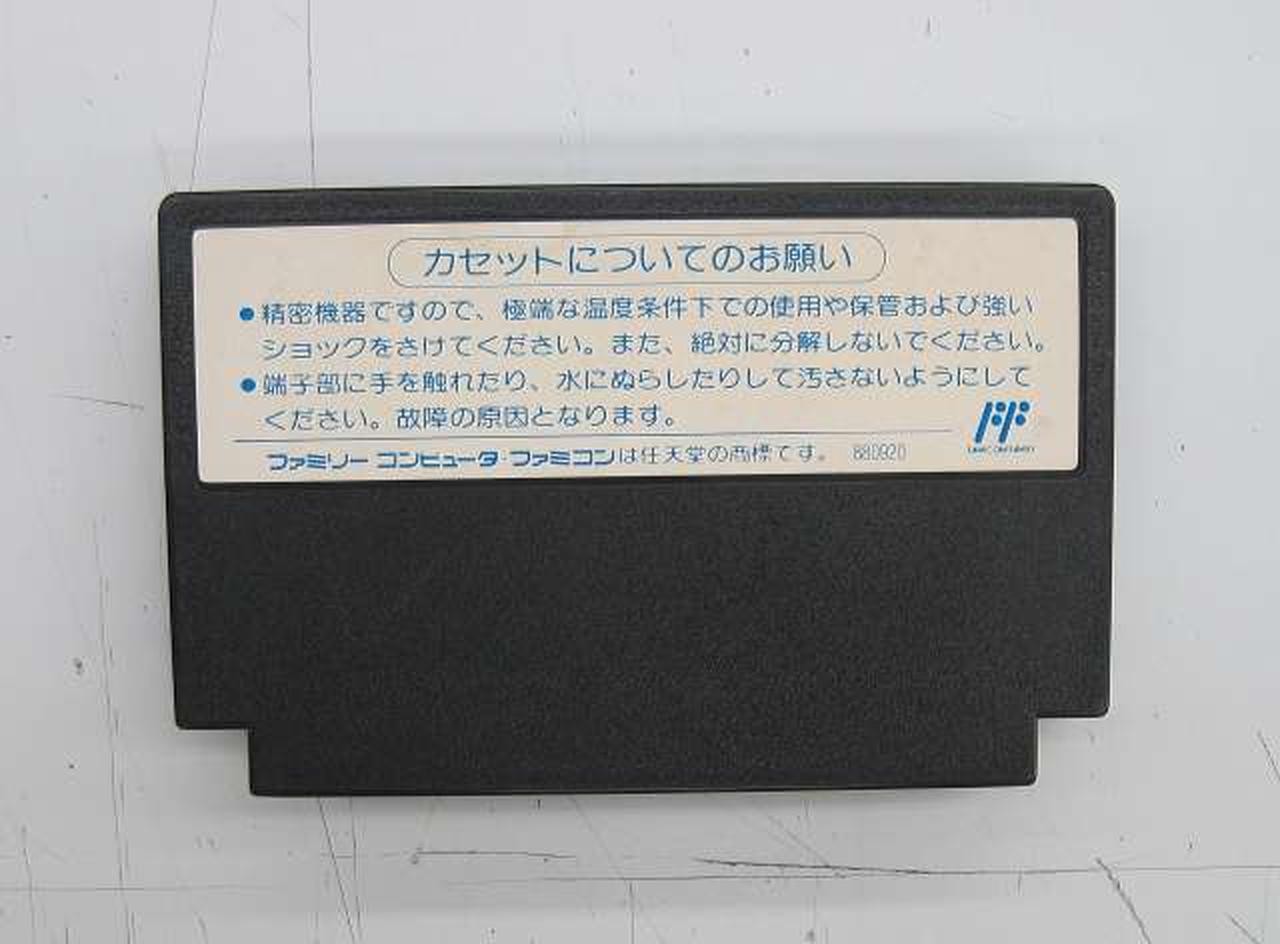 カセットについてのお願い
●精密機器ですので、極端な温度条件下での使用や保管および強い
ショックをさけてください。また、絶対に分解しないでください。
●端子部に手を触れたり、水にぬらしたりして汚さないようにして
ください。故障の原因となります。
ファミリーコンピュータ・ファミコンは任天堂の商標です。 880920